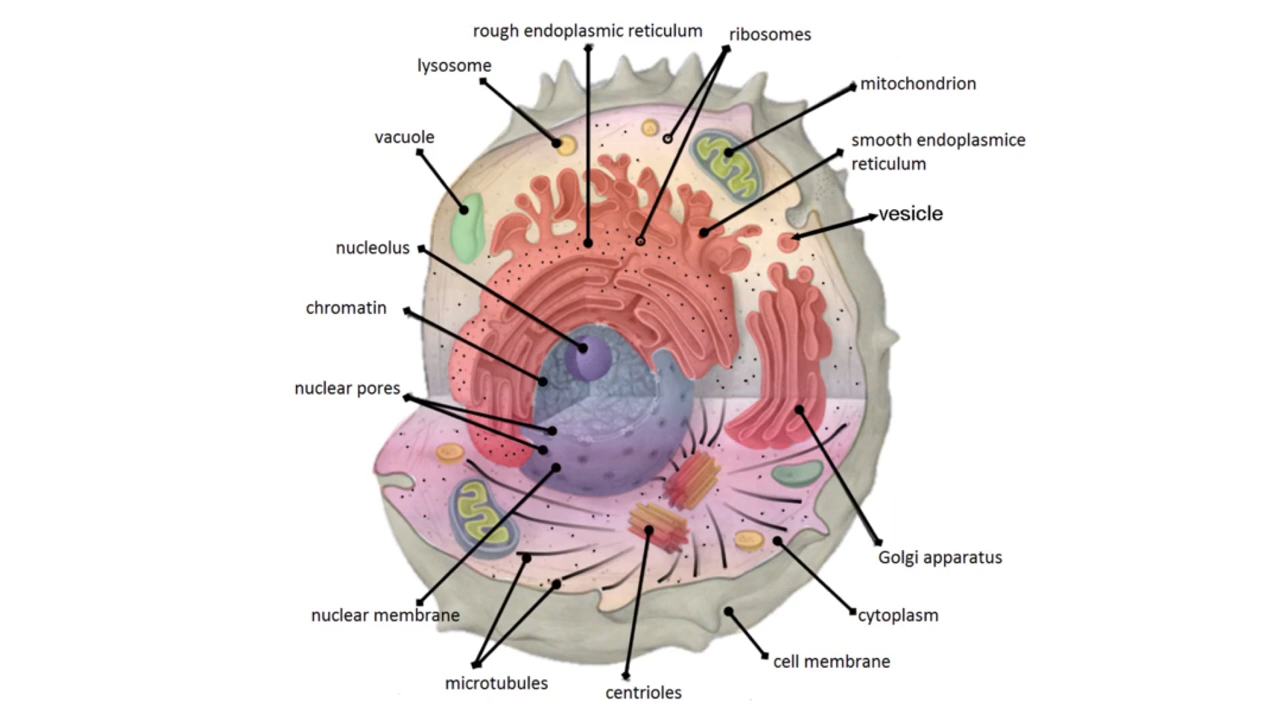 rough endoplasmic reticulum
ribosomes
lysosome
mitochondrion
vacuole
smooth endoplasmice
reticulum
vesicle
nucleolus
chromatin
nuclear pores
Golgi apparatus
nuclear membrane
cytoplasm
cell membrane
microtubules
centrioles